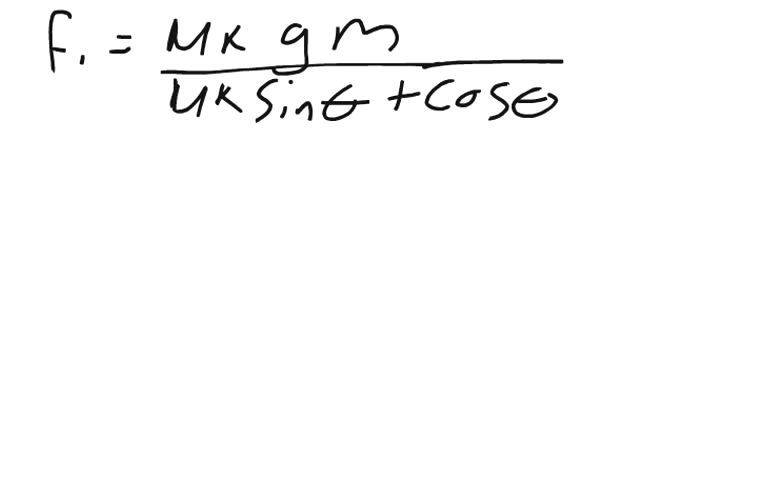 F₁ = μk g m / (μk sinθ + cosθ)